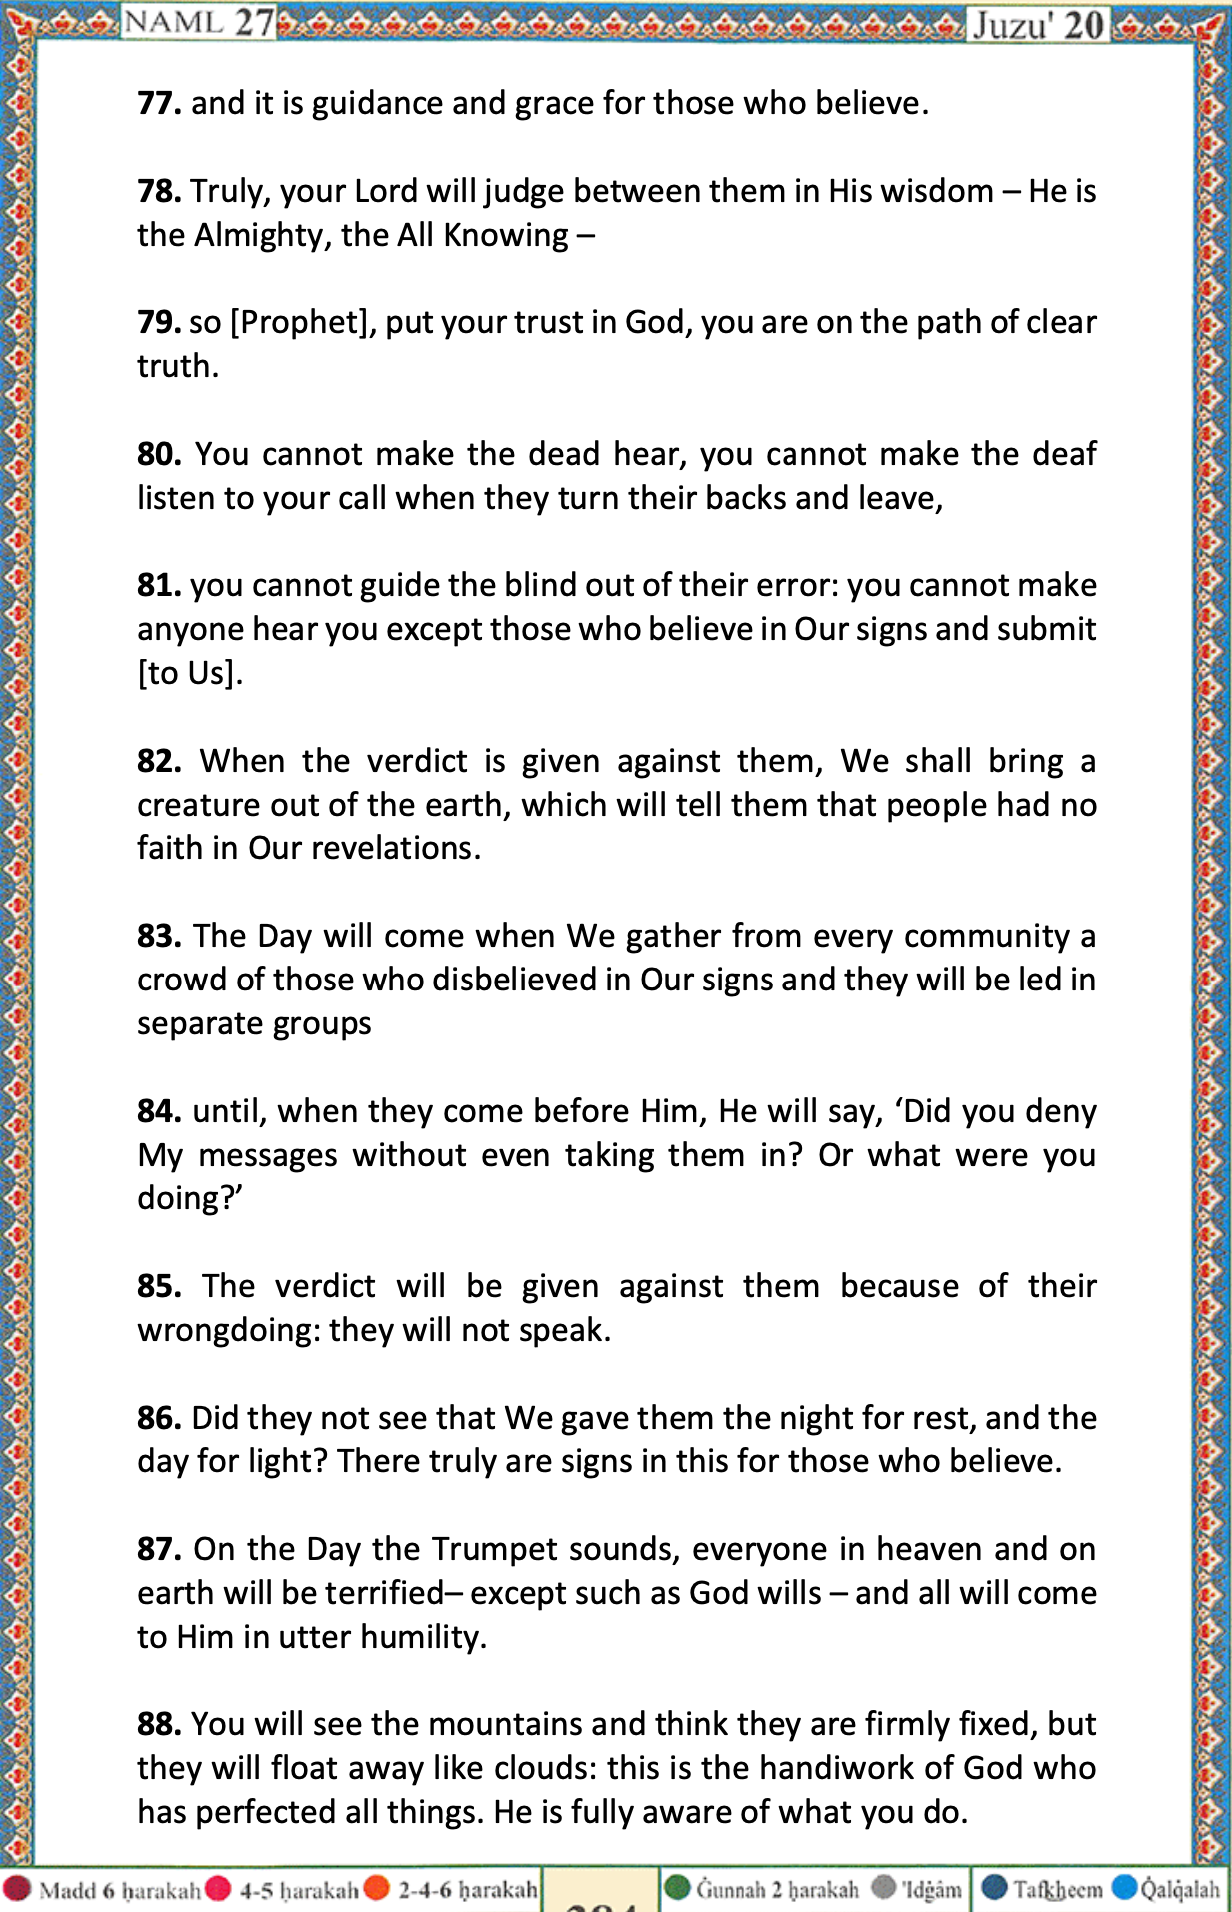 NAML 27
Juzu' 20
77. and it is guidance and grace for those who believe.
78. Truly, your Lord will judge between them in His wisdom – He is
the Almighty, the All Knowing –
79. so [Prophet], put your trust in God, you are on the path of clear
truth.
80. You cannot make the dead hear, you cannot make the deaf
listen to your call when they turn their backs and leave,
81. you cannot guide the blind out of their error: you cannot make
anyone hear you except those who believe in Our signs and submit
[to Us].
82. When the verdict is given against them, We shall bring a
creature out of the earth, which will tell them that people had no
faith in Our revelations.
83. The Day will come when We gather from every community a
crowd of those who disbelieved in Our signs and they will be led in
separate groups
84. until, when they come before Him, He will say, ‘Did you deny
My messages without even taking them in? Or what were you
doing?’
85. The verdict will be given against them because of their
wrongdoing: they will not speak.
86. Did they not see that We gave them the night for rest, and the
day for light? There truly are signs in this for those who believe.
87. On the Day the Trumpet sounds, everyone in heaven and on
earth will be terrified– except such as God wills – and all will come
to Him in utter humility.
88. You will see the mountains and think they are firmly fixed, but
they will float away like clouds: this is the handiwork of God who
has perfected all things. He is fully aware of what you do.
Madd 6 ḥarakah 4-5 ḥarakah 2-4-6 ḥarakah Ġunnah 2 ḥarakah 'Idġâm Tafkheem Q̇alq̇alah